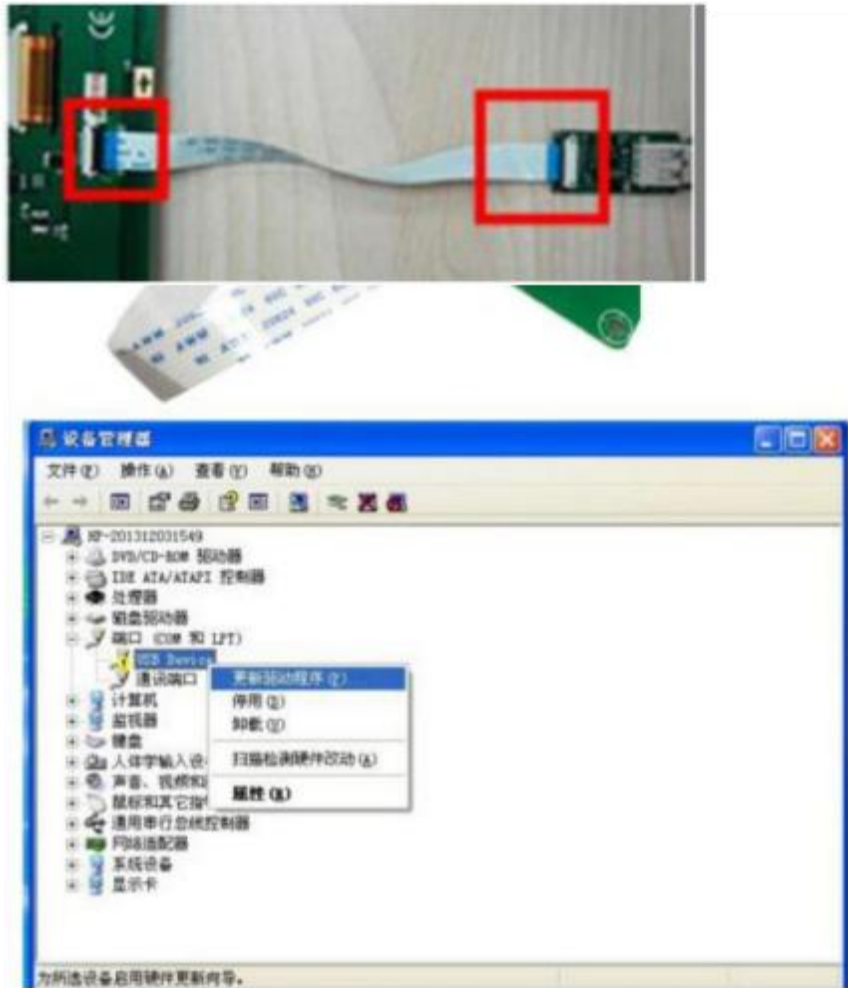 设备管理器
文件(F) 操作(A) 查看(V) 帮助(H)
HP-201312031549
DVD/CD-ROM 驱动器
IDE ATA/ATAPI 控制器
处理器
磁盘驱动器
端口 (COM 和 LPT)
USB Device
通讯端口
更新驱动程序(P)
停用(D)
卸载(U)
扫描检测硬件改动(A)
属性(R)
计算机
监视器
键盘
人体学输入设
声音、视频和
鼠标和其它指
通用串行总线控制器
网络适配器
系统设备
显示卡
为所选设备启用硬件更新向导。